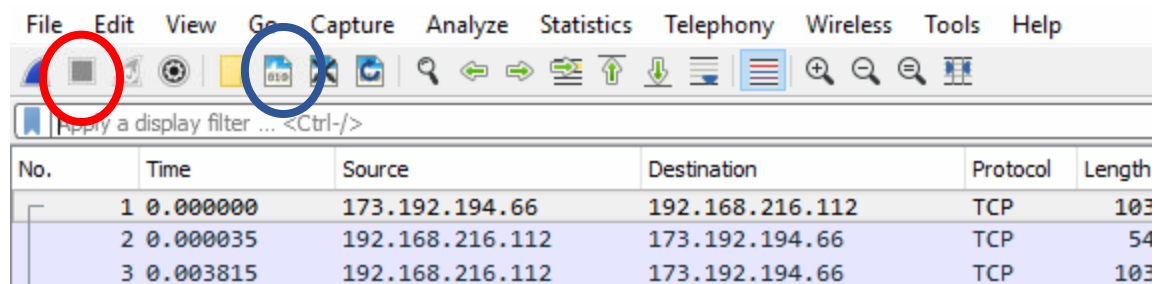 File Edit View Go Capture Analyze Statistics Telephony Wireless Tools Help
010
Apply a display filter ... <Ctrl-/>
No. Time Source Destination Protocol Length
1 0.000000 173.192.194.66 192.168.216.112 TCP 103
2 0.000035 192.168.216.112 173.192.194.66 TCP 54
3 0.003815 192.168.216.112 173.192.194.66 TCP 103